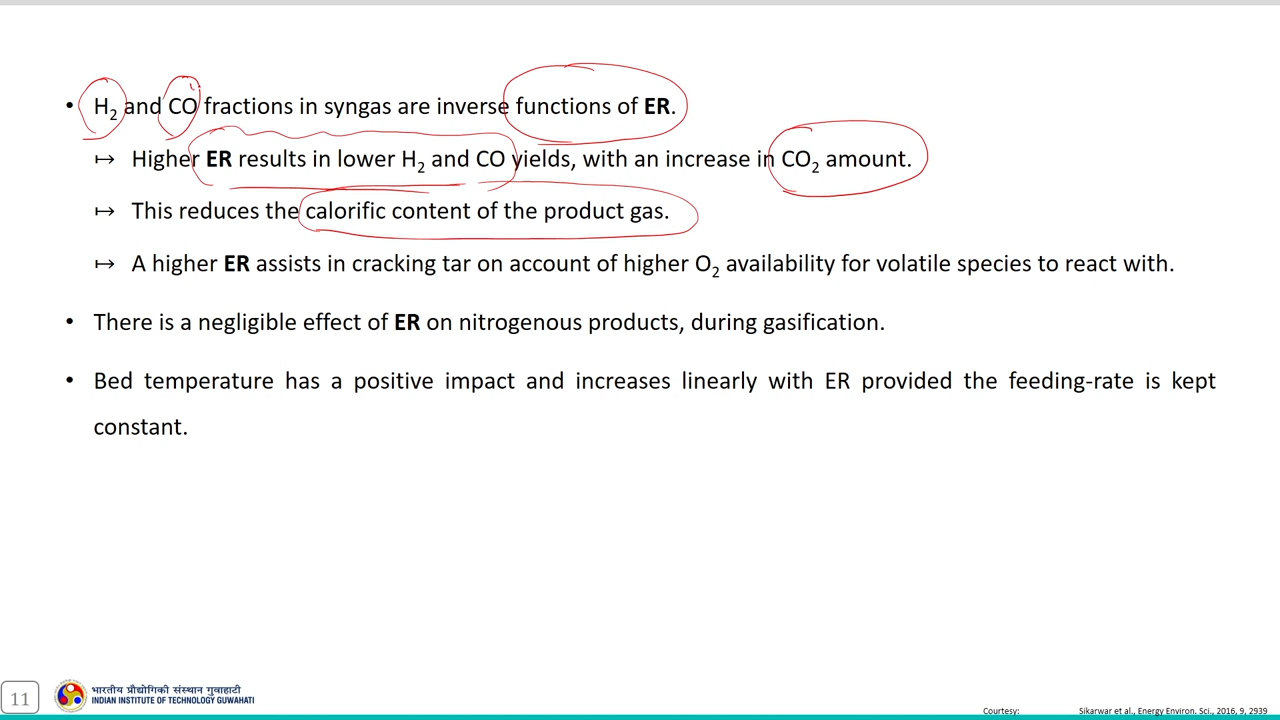 • H₂ and CO fractions in syngas are inverse functions of ER.
↦ Higher ER results in lower H₂ and CO yields, with an increase in CO₂ amount.
↦ This reduces the calorific content of the product gas.
↦ A higher ER assists in cracking tar on account of higher O₂ availability for volatile species to react with.
• There is a negligible effect of ER on nitrogenous products, during gasification.
• Bed temperature has a positive impact and increases linearly with ER provided the feeding-rate is kept
constant.
11
भारतीय प्रौद्योगिकी संस्थान गुवाहाटी
INDIAN INSTITUTE OF TECHNOLOGY GUWAHATI
Courtesy: Sikarwar et al., Energy Environ. Sci., 2016, 9, 2939